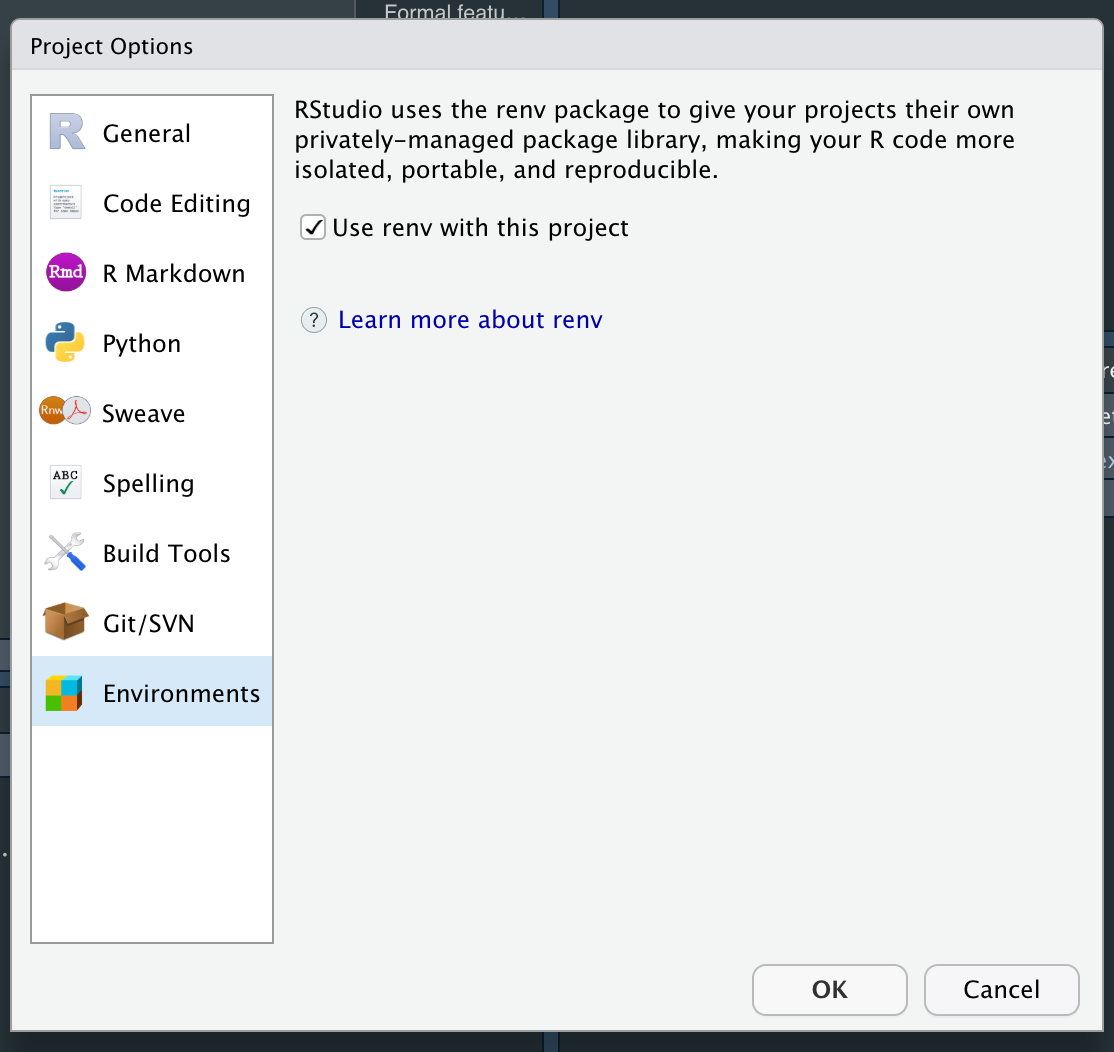 Formal featu...
Project Options
General
Code Editing
Rmd
R Markdown
Python
Rnw
Sweave
ABC
Spelling
Build Tools
Git/SVN
Environments
RStudio uses the renv package to give your projects their own
privately-managed package library, making your R code more
isolated, portable, and reproducible.
Use renv with this project
? Learn more about renv
OK
Cancel